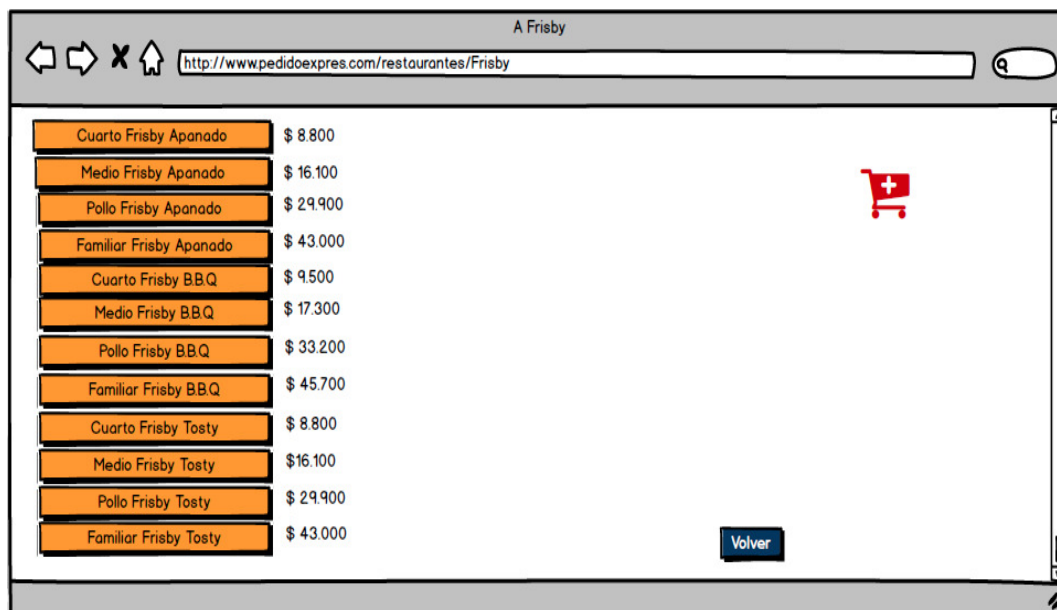 A Frisby
http://www.pedidoexpres.com/restaurantes/Frisby
Cuarto Frisby Apanado $ 8.800
Medio Frisby Apanado $ 16.100
Pollo Frisby Apanado $ 29.900
Familiar Frisby Apanado $ 43.000
Cuarto Frisby B.B.Q $ 9.500
Medio Frisby B.B.Q $ 17.300
Pollo Frisby B.B.Q $ 33.200
Familiar Frisby B.B.Q $ 45.700
Cuarto Frisby Tosty $ 8.800
Medio Frisby Tosty $16.100
Pollo Frisby Tosty $ 29.900
Familiar Frisby Tosty $ 43.000
Volver